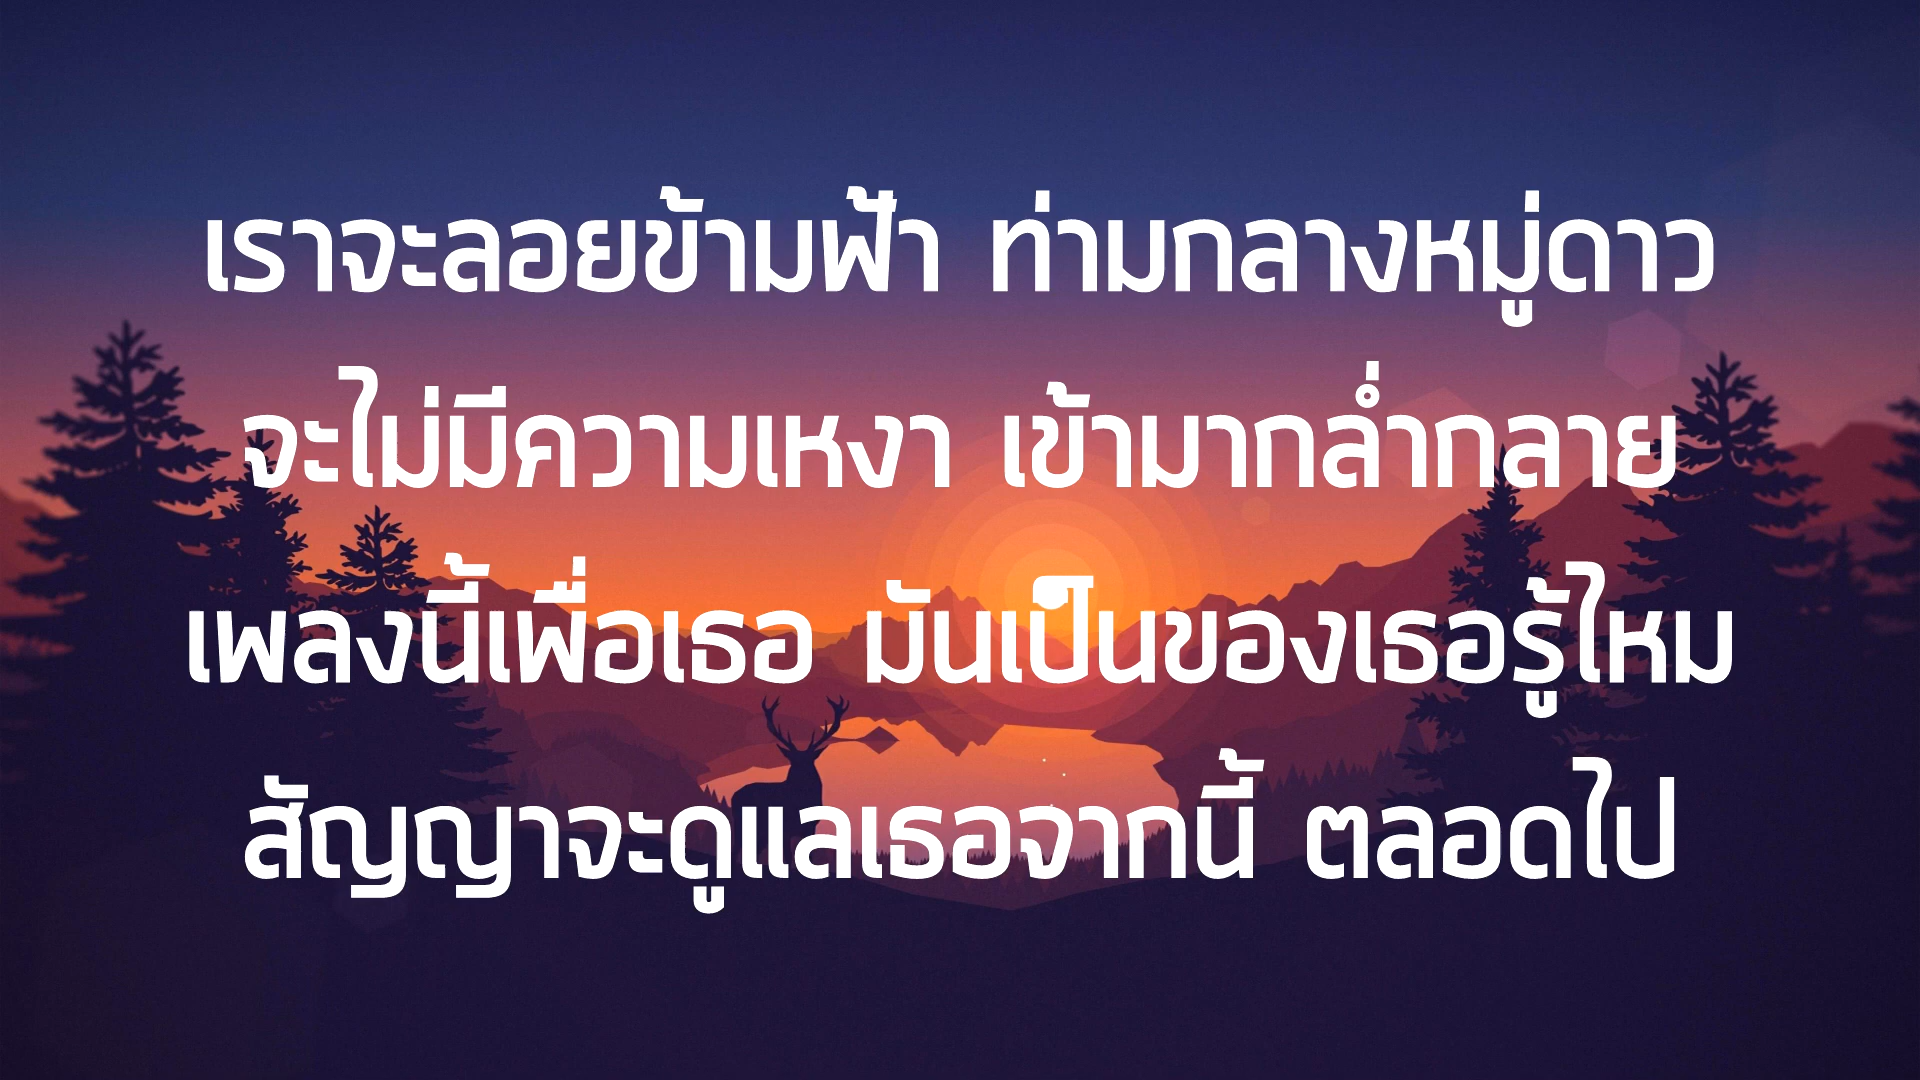 เราจะลอยข้ามฟ้า ท่ามกลางหมู่ดาว
จะไม่มีความเหงา เข้ามากล่ำกลาย
เพลงนี้เพื่อเธอ มันเป็นของเธอรู้ไหม
สัญญาจะดูแลเธอจากนี้ ตลอดไป